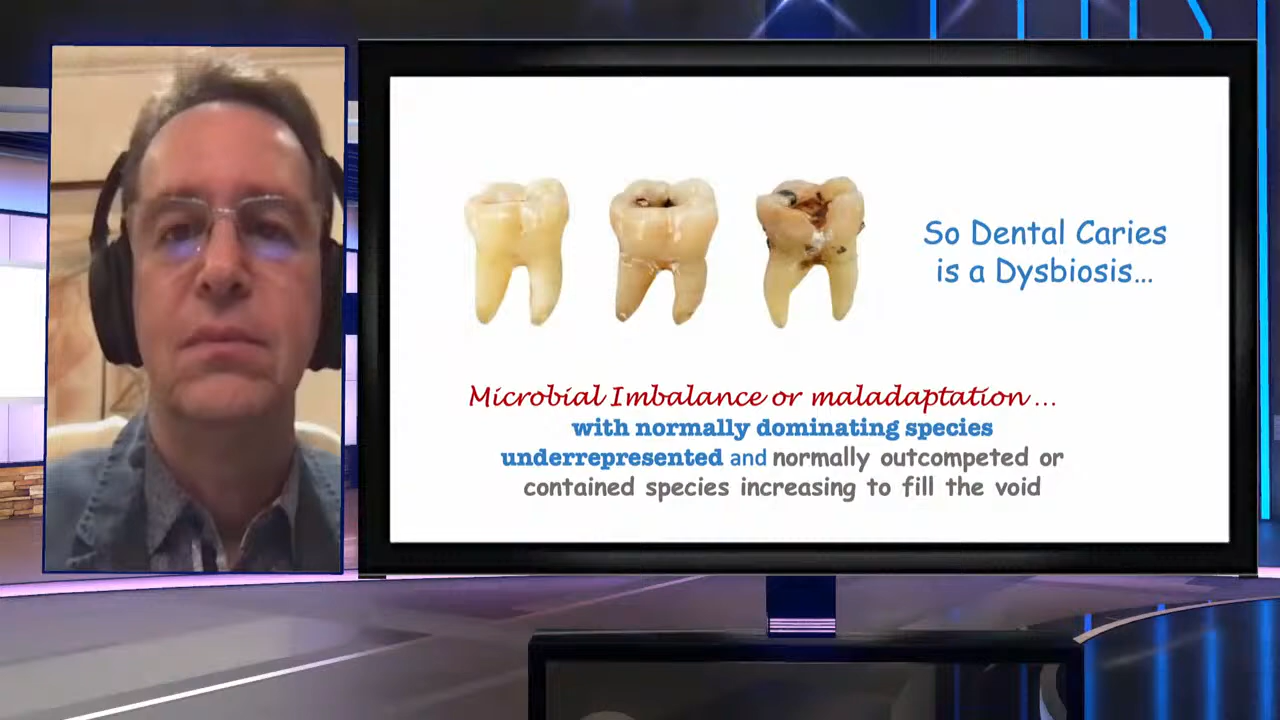 So Dental Caries
is a Dysbiosis...
Microbial Imbalance or maladaptation ...
with normally dominating species
underrepresented and normally outcompeted or
contained species increasing to fill the void